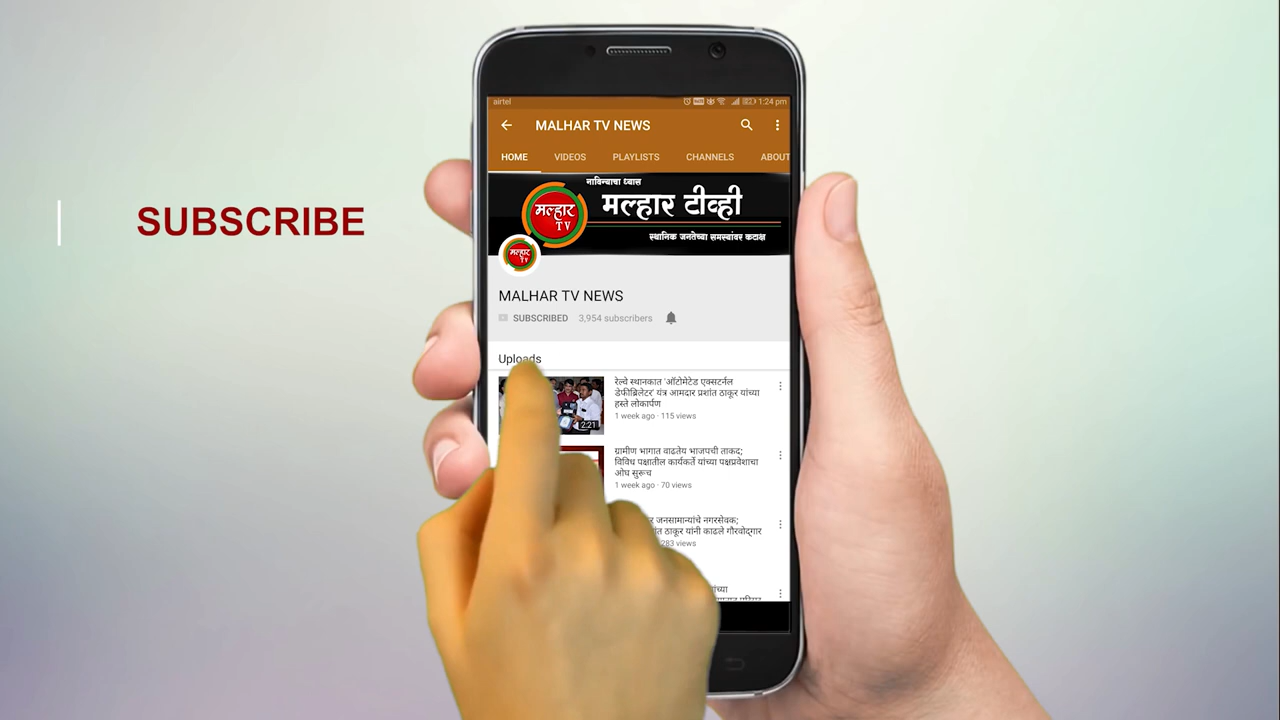 SUBSCRIBE
airtel
1:24 pm
MALHAR TV NEWS
HOME VIDEOS PLAYLISTS CHANNELS ABOUT
नाविन्याचा ध्यास
मल्हार टीव्ही
मल्हार
TV
स्थानिक जनतेच्या समस्यांवर कटाक्ष
मल्हार
TV
MALHAR TV NEWS
SUBSCRIBED 3,954 subscribers
Uploads
रेल्वे स्थानकात 'ऑटोमेटेड एक्सटर्नल
डेफीब्रिलेटर' यंत्र आमदार प्रशांत ठाकूर यांच्या
हस्ते लोकार्पण
1 week ago · 115 views
2:21
ग्रामीण भागात वाढतेय भाजपची ताकद;
विविध पक्षातील कार्यकर्ते यांच्या पक्षप्रवेशाचा
ओघ सुरूच
1 week ago · 70 views
जनसामान्यांचे नगरसेवक;
ठाकूर यांनी काढले गौरवोद्गार
283 views